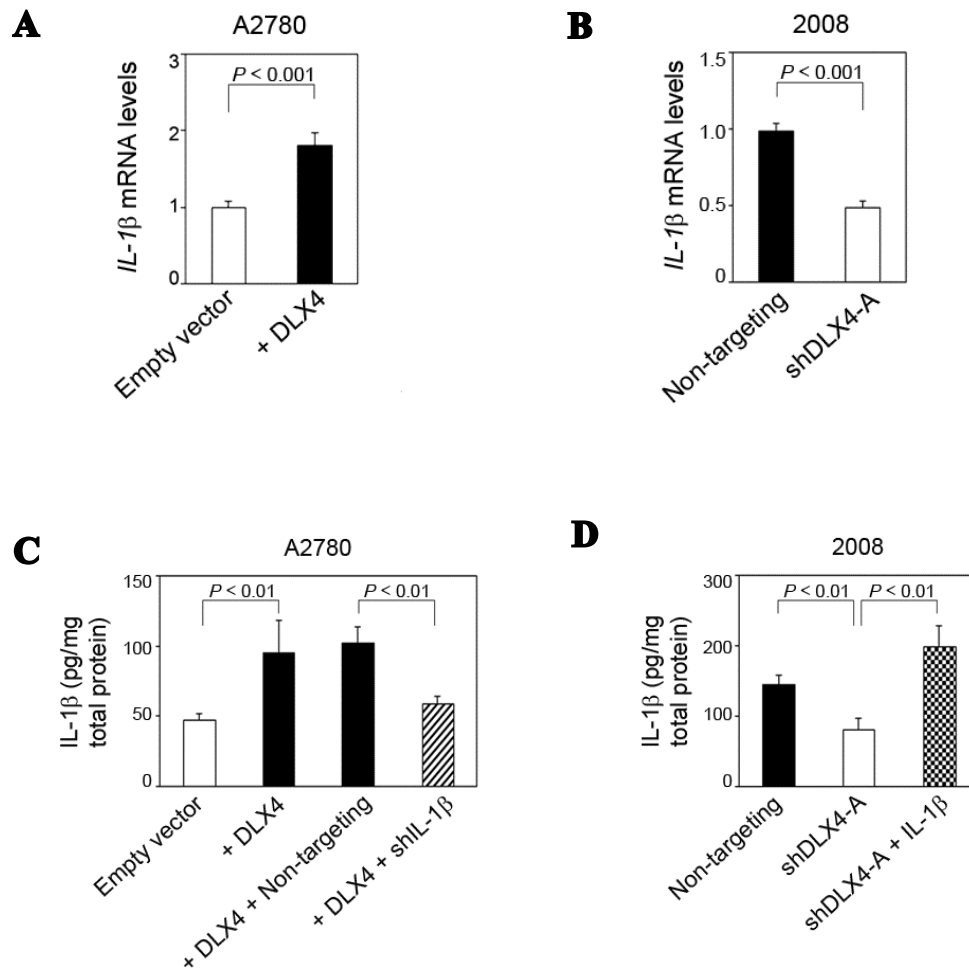 A
A2780
3
2
1
0
IL-1β mRNA levels
P < 0.001
Empty vector
+ DLX4
B
2008
1.5
1.0
0.5
0
IL-1β mRNA levels
P < 0.001
Non-targeting
shDLX4-A
C
A2780
150
100
50
0
IL-1β (pg/mg
total protein)
P < 0.01
P < 0.01
Empty vector
+ DLX4
+ DLX4 + Non-targeting
+ DLX4 + shIL-1β
D
2008
300
200
100
0
IL-1β (pg/mg
total protein)
P < 0.01
P < 0.01
Non-targeting
shDLX4-A
shDLX4-A + IL-1β